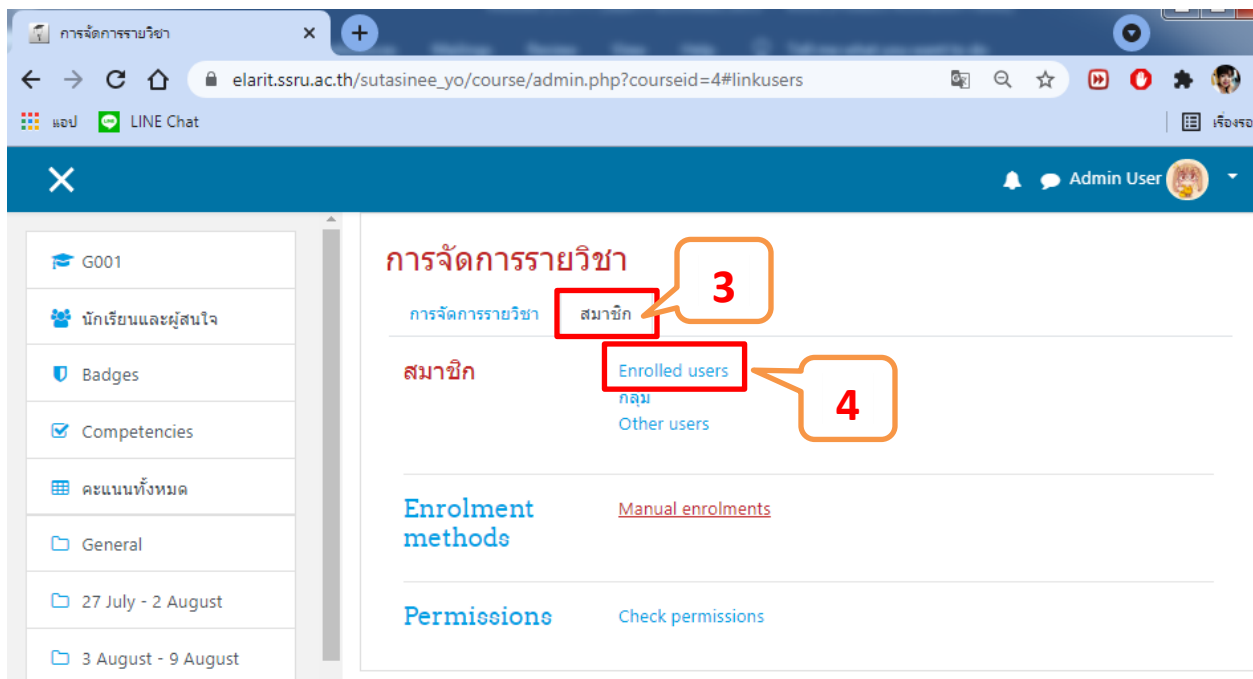 การจัดการรายวิชา
elarit.ssru.ac.th/sutasinee_yo/course/admin.php?courseid=4#linkusers
แอป
LINE Chat
Admin User
G001
นักเรียนและผู้สนใจ
Badges
Competencies
คะแนนทั้งหมด
General
27 July - 2 August
3 August - 9 August
การจัดการรายวิชา
3
การจัดการรายวิชา
สมาชิก
สมาชิก
Enrolled users
4
กลุ่ม
Other users
Enrolment
methods
Manual enrolments
Permissions
Check permissions